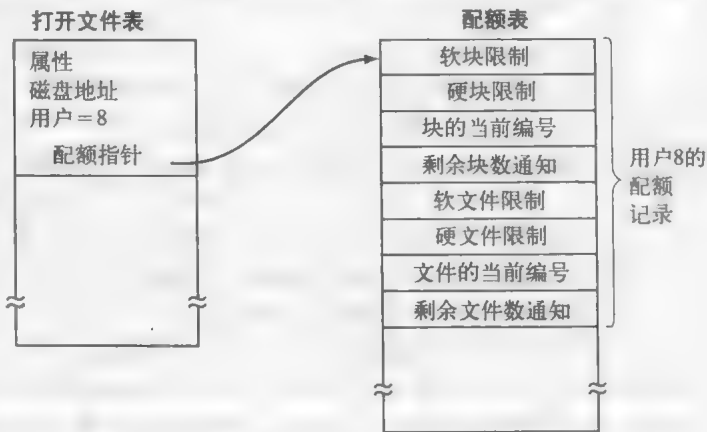 打开文件表
属性
磁盘地址
用户=8
配额指针
配额表
软块限制
硬块限制
块的当前编号
剩余块数通知
软文件限制
硬文件限制
文件的当前编号
剩余文件数通知
用户8的
配额
记录